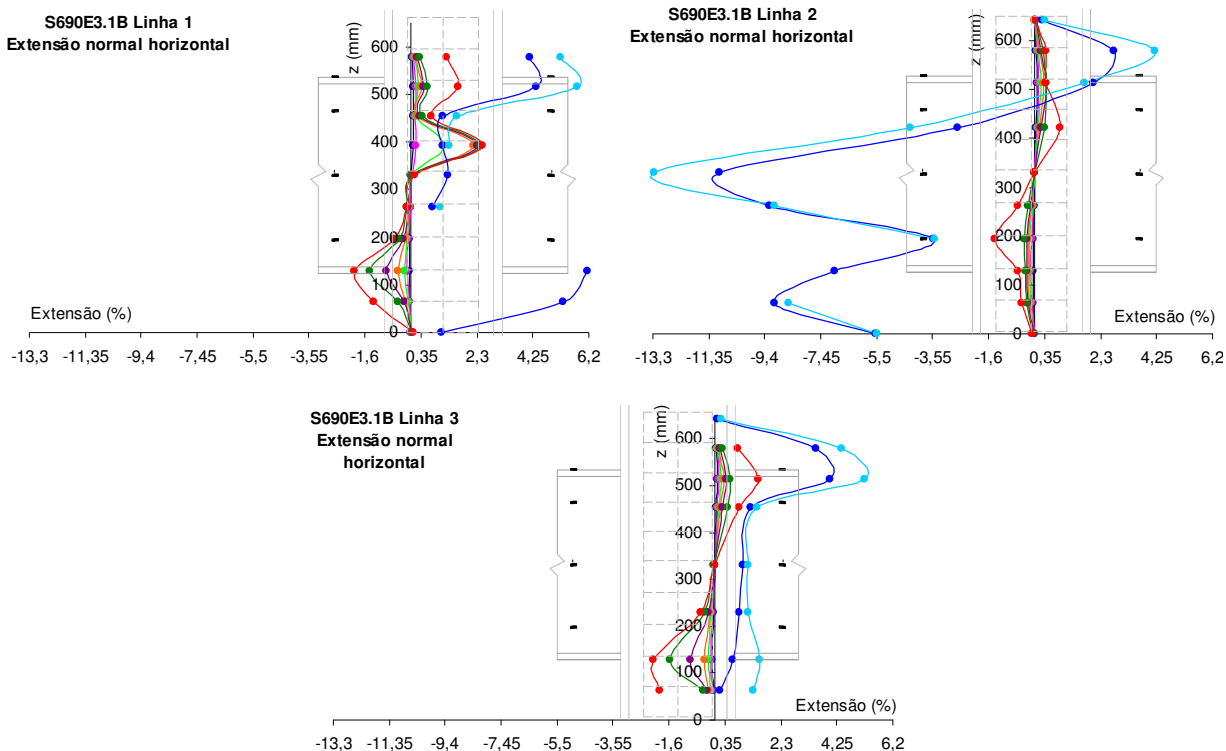 S690E3.1B Linha 1
Extensão normal horizontal
z (mm)
600
500
400
300
200
100
0
Extensão (%)
-13,3 -11,35 -9,4 -7,45 -5,5 -3,55 -1,6 0,35 2,3 4,25 6,2
S690E3.1B Linha 2
Extensão normal horizontal
z (mm)
600
500
400
300
200
100
0
Extensão (%)
-13,3 -11,35 -9,4 -7,45 -5,5 -3,55 -1,6 0,35 2,3 4,25 6,2
S690E3.1B Linha 3
Extensão normal
horizontal
z (mm)
600
500
400
300
200
100
0
Extensão (%)
-13,3 -11,35 -9,4 -7,45 -5,5 -3,55 -1,6 0,35 2,3 4,25 6,2